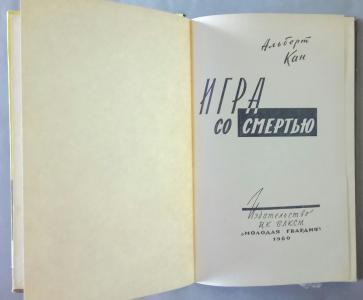 Альберт
Кан
ИГРА
СО СМЕРТЬЮ
Издательство
ЦК ВЛКСМ
„МОЛОДАЯ ГВАРДИЯ“
1960